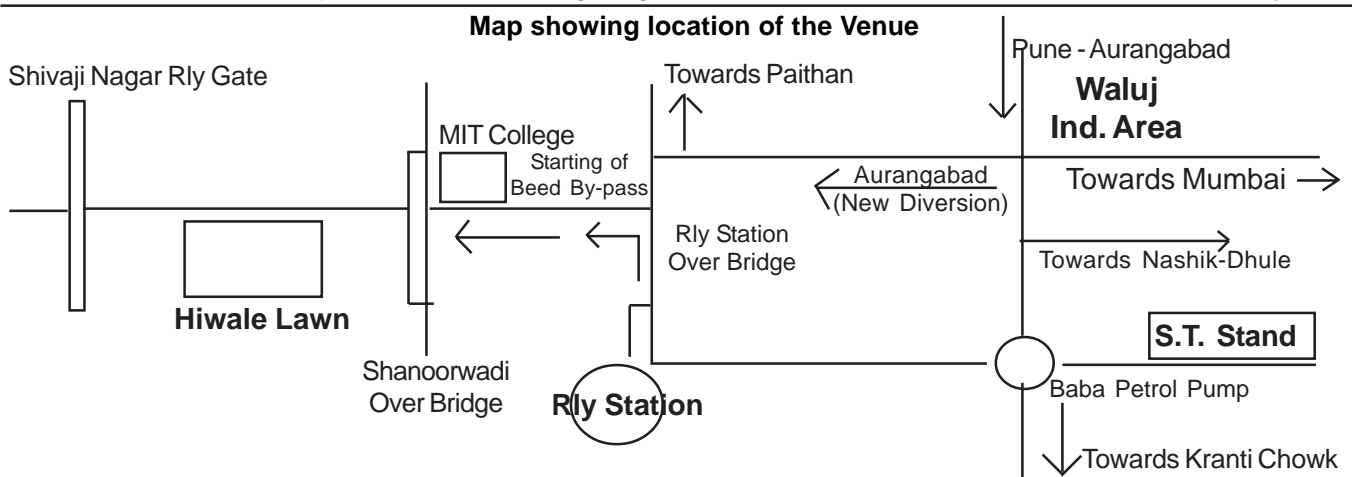 Map showing location of the Venue
Pune - Aurangabad
Shivaji Nagar Rly Gate
Towards Paithan
Waluj
Ind. Area
MIT College
Starting of
Beed By-pass
Aurangabad
(New Diversion)
Towards Mumbai
Rly Station
Over Bridge
Towards Nashik-Dhule
Hiwale Lawn
S.T. Stand
Shanoorwadi
Over Bridge
Rly Station
Baba Petrol Pump
Towards Kranti Chowk